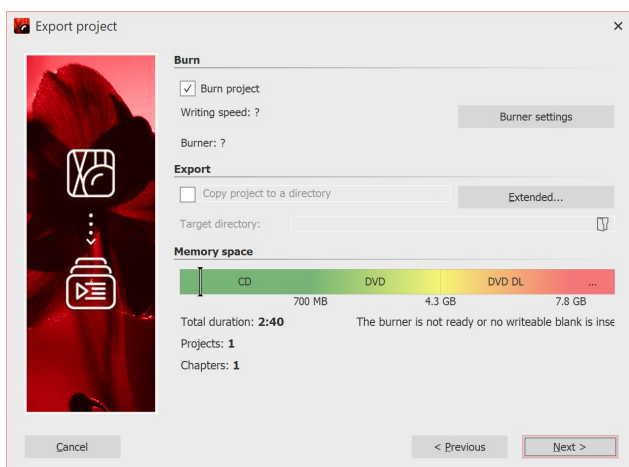 Export project
Burn
Burn project
Writing speed: ?
Burner settings
Burner: ?
Export
Copy project to a directory
Extended...
Target directory:
Memory space
CD DVD DVD DL ...
700 MB 4.3 GB 7.8 GB
Total duration: 2:40 The burner is not ready or no writeable blank is inse
Projects: 1
Chapters: 1
Cancel < Previous Next >